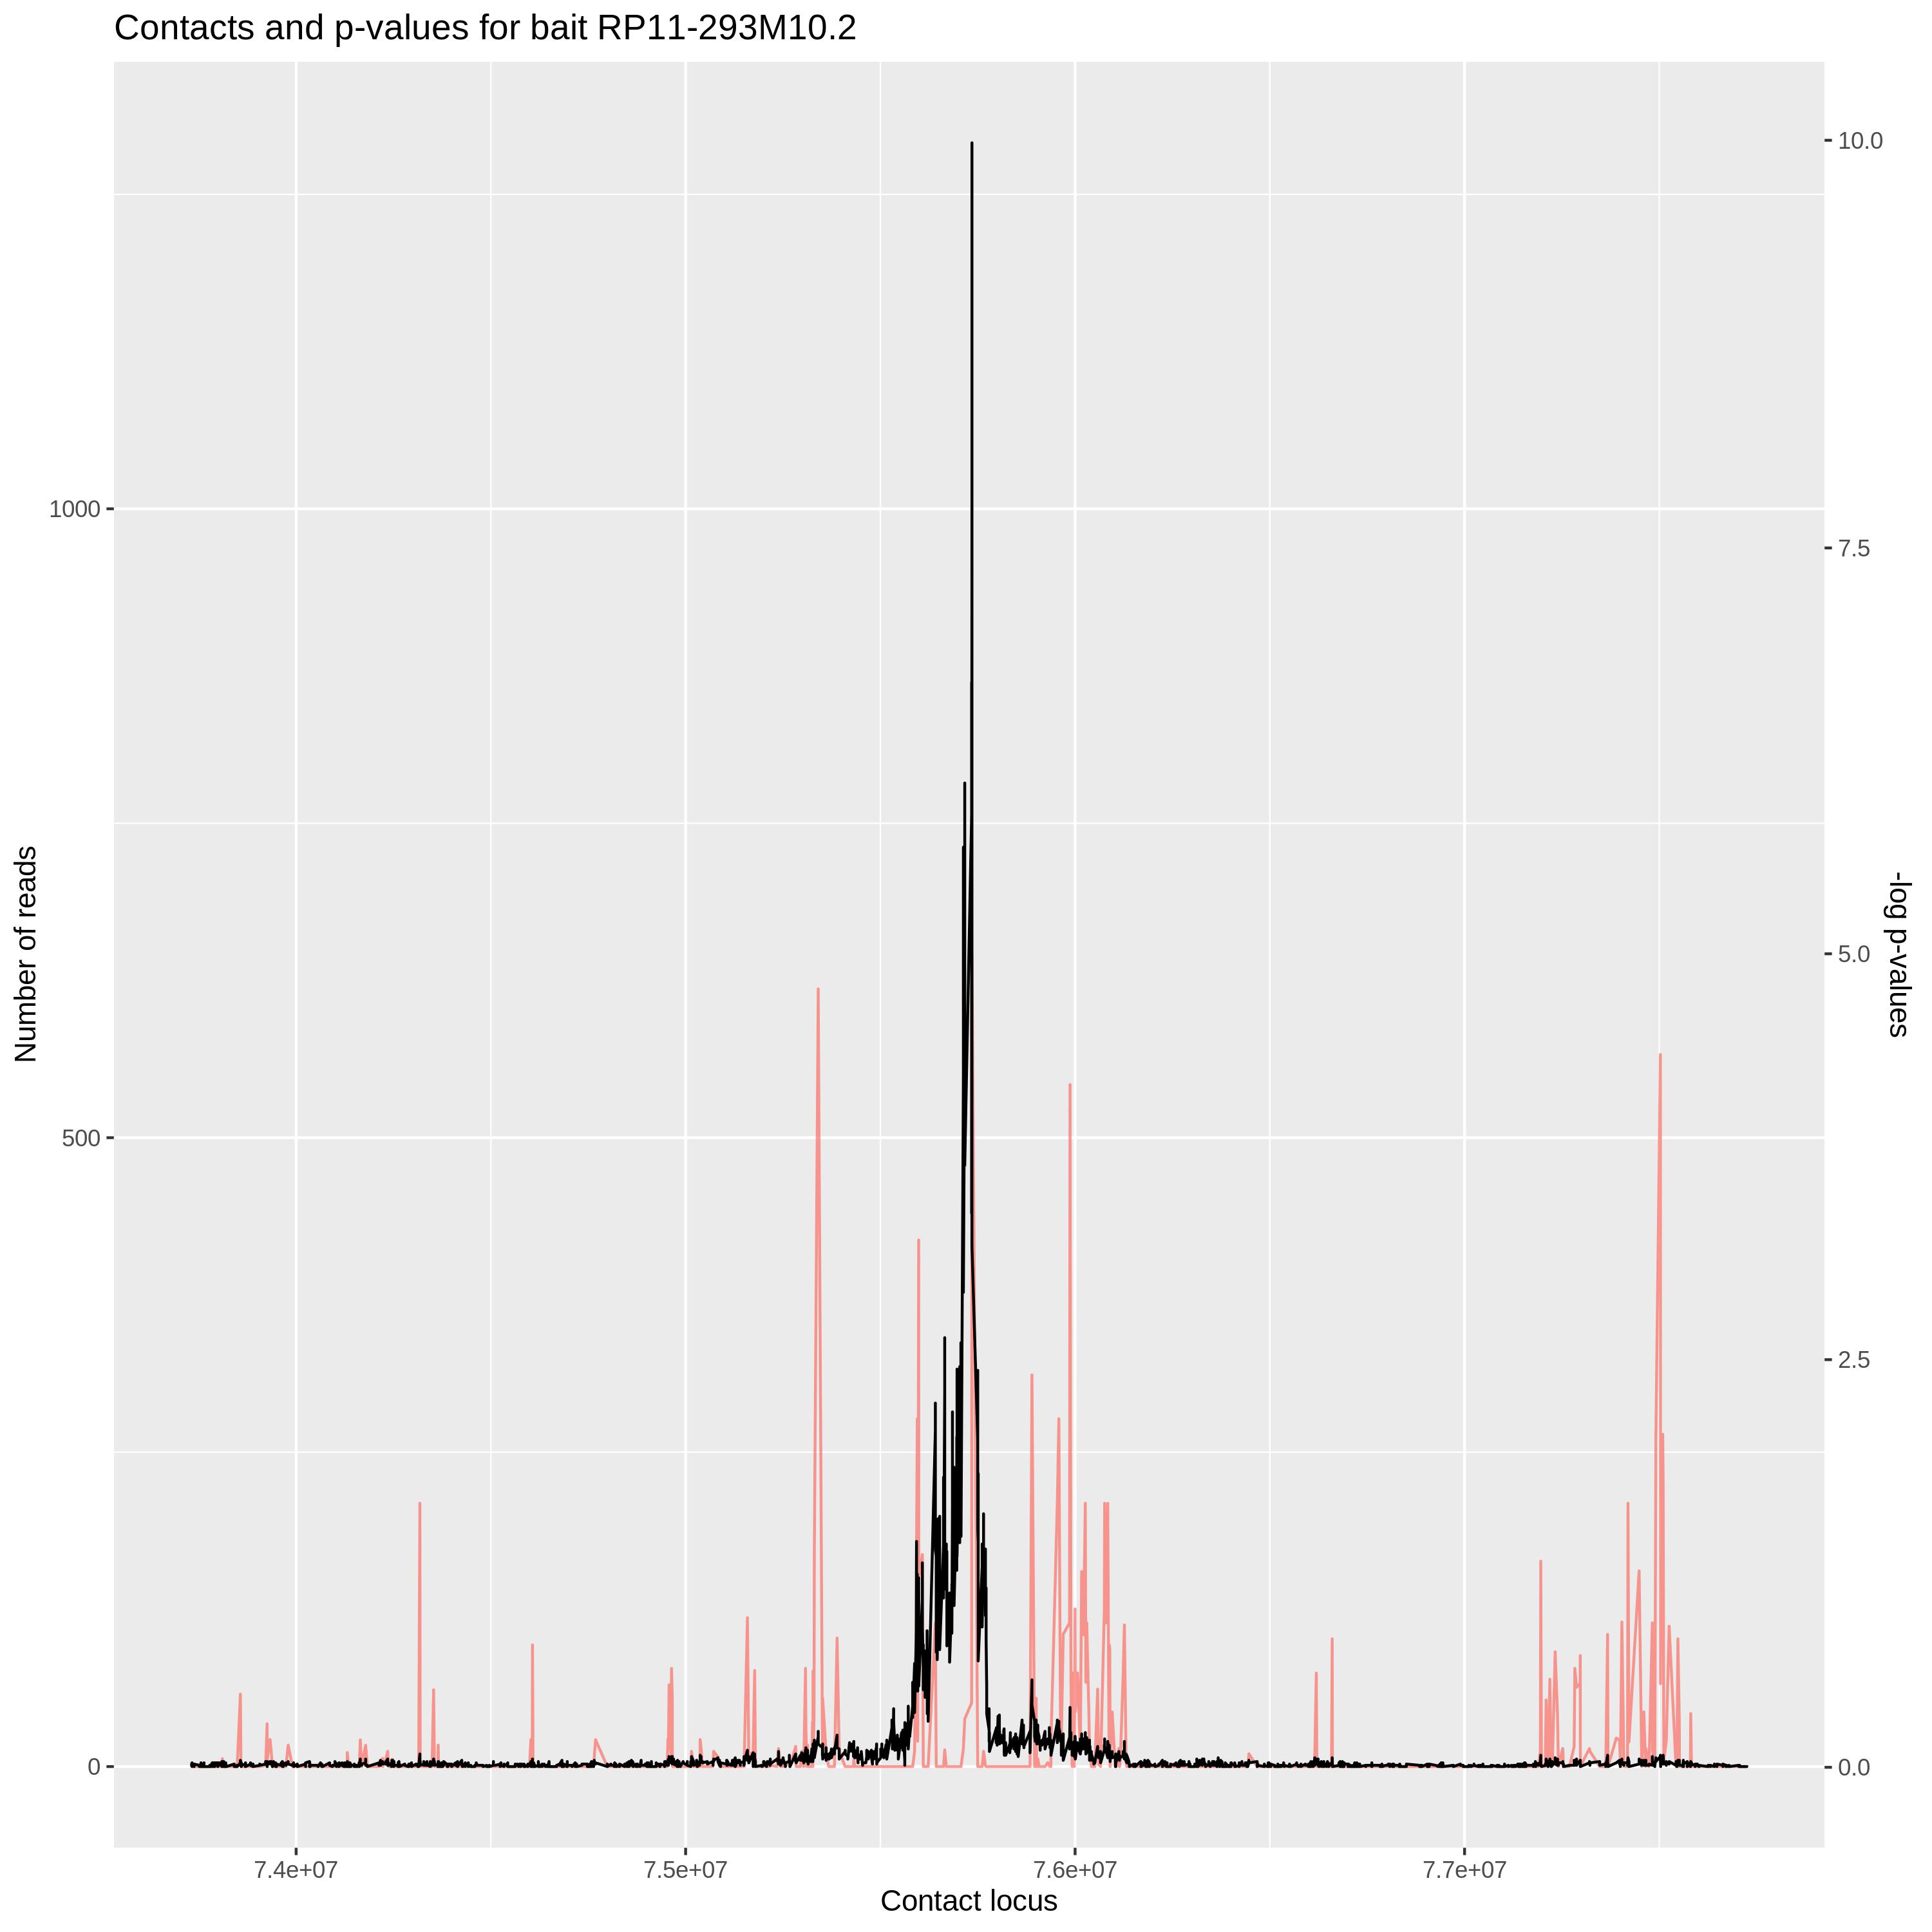 Contacts and p-values for bait RP11-293M10.2
10.0
1000
7.5
5.0
Number of reads
-log p-values
500
2.5
0
0.0
7.4e+07
7.5e+07
7.6e+07
7.7e+07
Contact locus